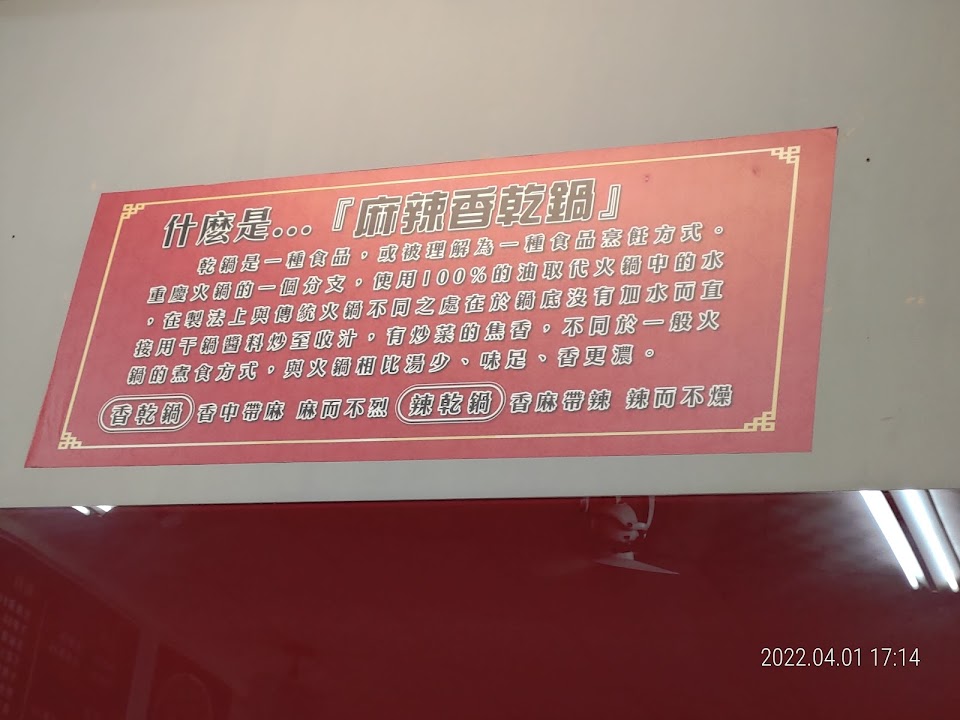 什麼是...『麻辣香乾鍋』
乾鍋是一種食品，或被理解為一種食品烹飪方式。
重慶火鍋的一個分支，使用100%的油取代火鍋中的水
，在製法上與傳統火鍋不同之處在於鍋底沒有加水而直
接用干鍋醬料炒至收汁，有炒菜的焦香，不同於一般火
鍋的煮食方式，與火鍋相比湯少、味足、香更濃。
香乾鍋 香中帶麻 麻而不烈 辣乾鍋 香麻帶辣 辣而不燥
2022.04.01 17:14